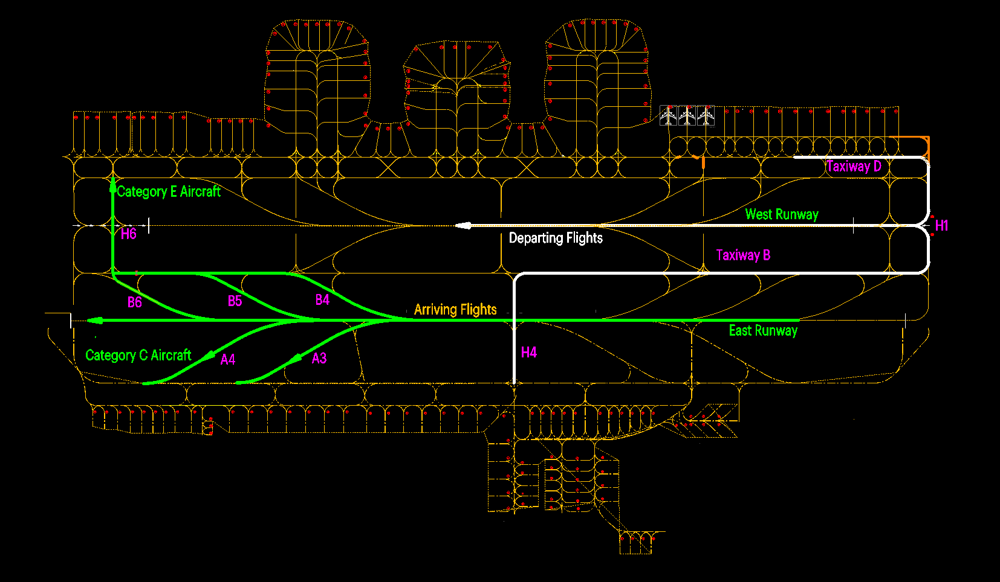 Taxiway D
Category E Aircraft
West Runway
H6
Departing Flights
H1
Taxiway B
B6
B5
B4
Arriving Flights
East Runway
Category C Aircraft
A4
A3
H4